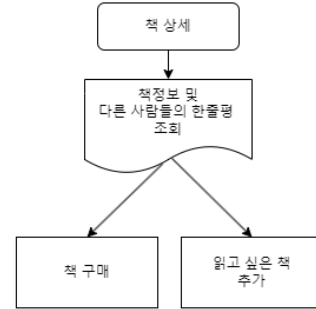 책 상세
책정보 및
다른 사람들의 한줄평
조회
책 구매
읽고 싶은 책
추가